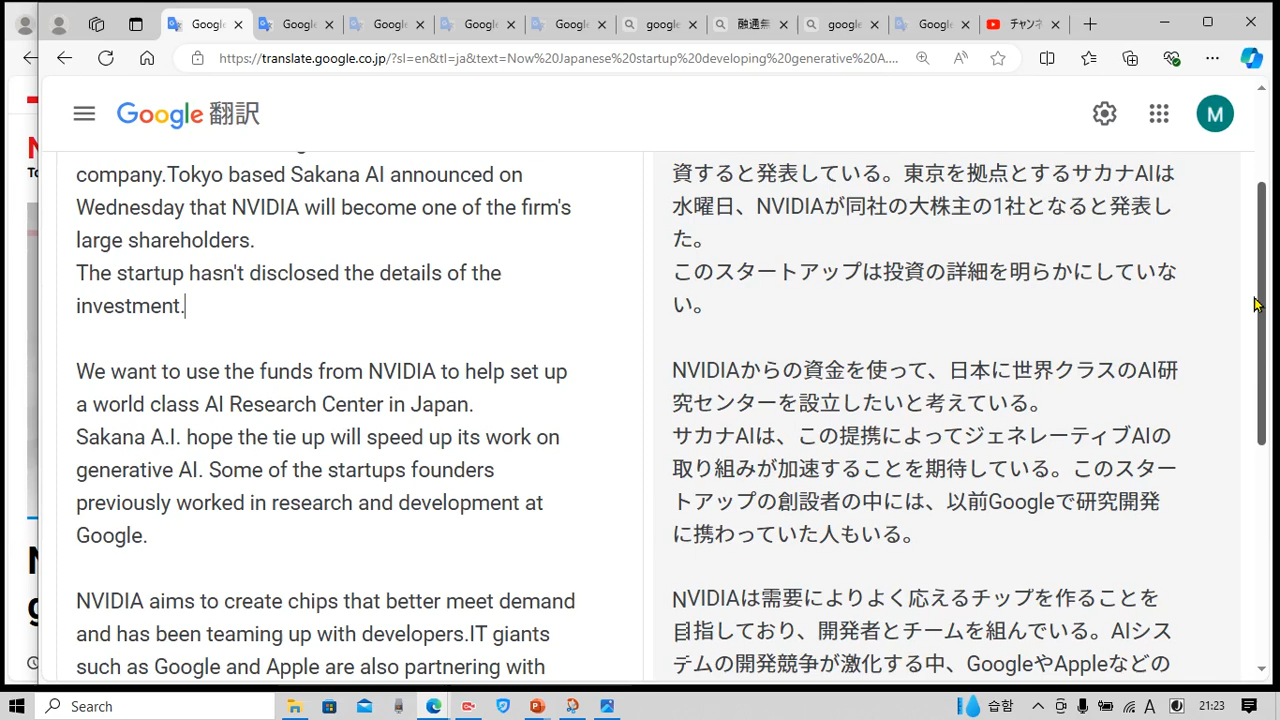 Google
Google
Google
Google
Google
google
融通無
google
Google
チャンネ
https://translate.google.co.jp/?sl=en&tl=ja&text=Now%20Japanese%20startup%20developing%20generative%20A....
Google 翻訳
M
company.Tokyo based Sakana AI announced on
Wednesday that NVIDIA will become one of the firm's
large shareholders.
The startup hasn't disclosed the details of the
investment.
We want to use the funds from NVIDIA to help set up
a world class AI Research Center in Japan.
Sakana A.I. hope the tie up will speed up its work on
generative AI. Some of the startups founders
previously worked in research and development at
Google.
NVIDIA aims to create chips that better meet demand
and has been teaming up with developers.IT giants
such as Google and Apple are also partnering with
資すると発表している。東京を拠点とするサカナAIは
水曜日、NVIDIAが同社の大株主の1社となると発表し
た。
このスタートアップは投資の詳細を明らかにしていな
い。
NVIDIAからの資金を使って、日本に世界クラスのAI研
究センターを設立したいと考えている。
サカナAIは、この提携によってジェネレーティブAIの
取り組みが加速することを期待している。このスター
トアップの創設者の中には、以前Googleで研究開発
に携わっていた人もいる。
NVIDIAは需要によりよく応えるチップを作ることを
目指しており、開発者とチームを組んでいる。AIシス
テムの開発競争が激化する中、GoogleやAppleなどの
Search
습함
A
21:23